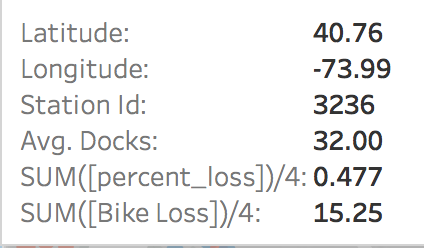 Latitude: 40.76
Longitude: -73.99
Station Id: 3236
Avg. Docks: 32.00
SUM([percent_loss])/4: 0.477
SUM([Bike Loss])/4: 15.25